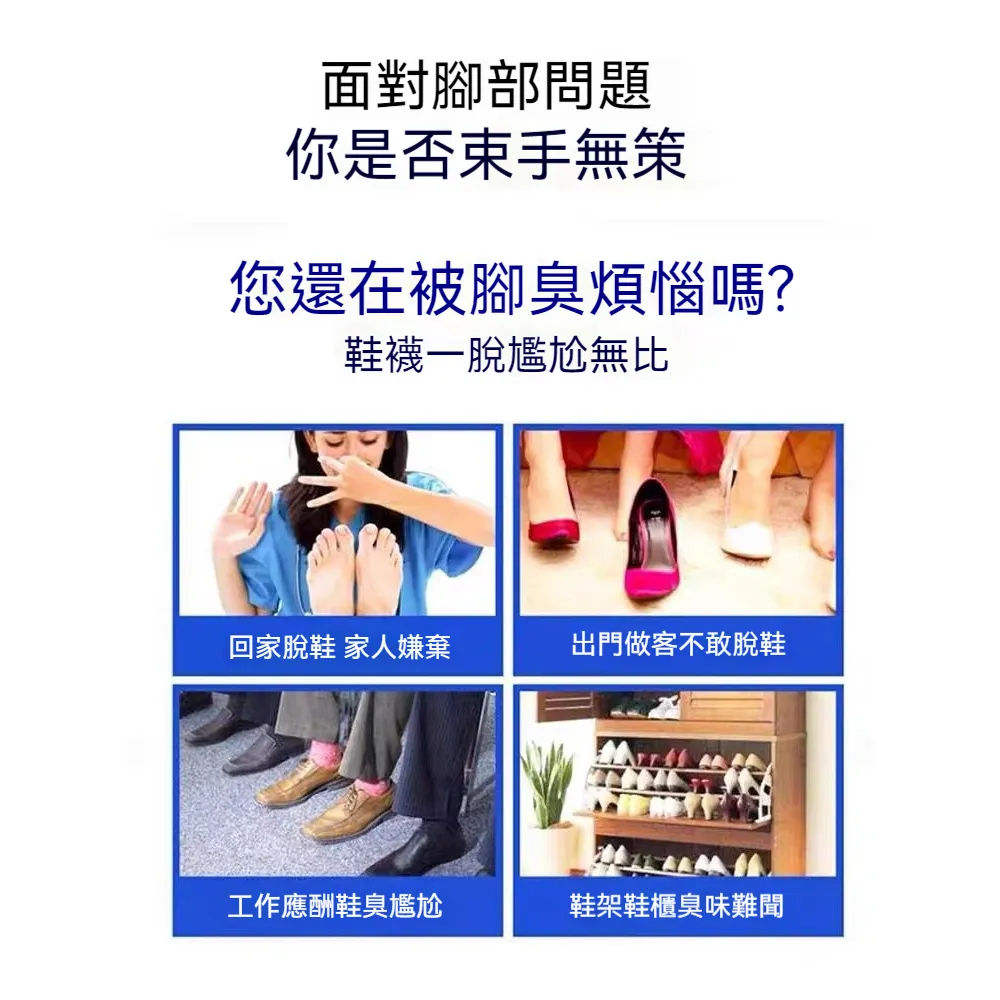 面對腳部問題
你是否束手無策
您還在被腳臭煩惱嗎?
鞋襪一脫尷尬無比
回家脫鞋 家人嫌棄
出門做客不敢脫鞋
工作應酬鞋臭尷尬
鞋架鞋櫃臭味難聞